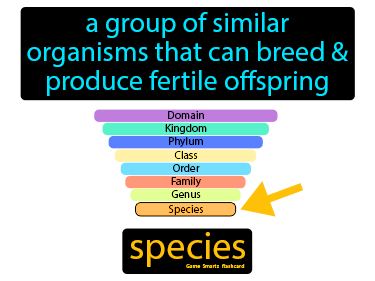 a group of similar
organisms that can breed &
produce fertile offspring
Domain
Kingdom
Phylum
Class
Order
Family
Genus
Species
species
Game Smartz Flashcard